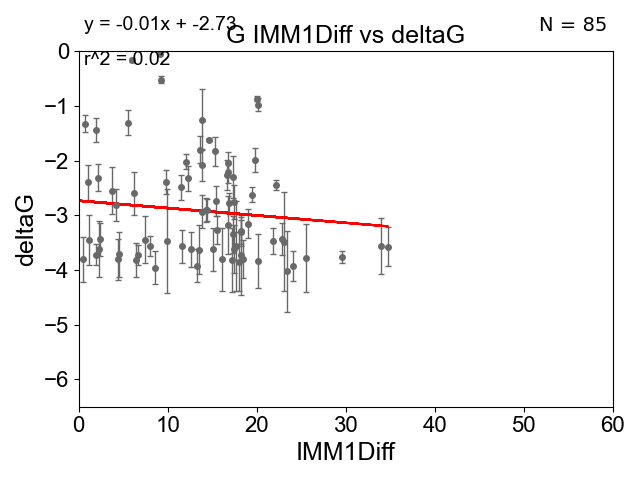 y = -0.01x + -2.73
N = 85
G IMM1Diff vs deltaG
r^2 = 0.02
0
−1
−2
−3
−4
−5
−6
deltaG
0 10 20 30 40 50 60
IMM1Diff